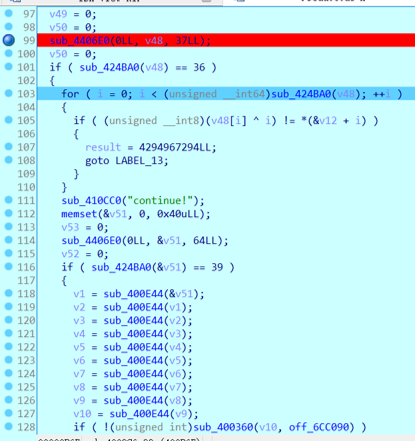 97 v49 = 0;
98 v50 = 0;
99 sub_4406E0(0LL, v48, 37LL);
100 v50 = 0;
101 if ( sub_424BA0(v48) == 36 )
102 {
103 for ( i = 0; i < (unsigned __int64)sub_424BA0(v48); ++i )
104 {
105 if ( (unsigned __int8)(v48[i] ^ i) != *(&v12 + i) )
106 {
107 result = 4294967294LL;
108 goto LABEL_13;
109 }
110 }
111 sub_410CC0("continue!");
112 memset(&v51, 0, 0x40uLL);
113 v53 = 0;
114 sub_4406E0(0LL, &v51, 64LL);
115 v52 = 0;
116 if ( sub_424BA0(&v51) == 39 )
117 {
118 v1 = sub_400E44(&v51);
119 v2 = sub_400E44(v1);
120 v3 = sub_400E44(v2);
121 v4 = sub_400E44(v3);
122 v5 = sub_400E44(v4);
123 v6 = sub_400E44(v5);
124 v7 = sub_400E44(v6);
125 v8 = sub_400E44(v7);
126 v9 = sub_400E44(v8);
127 v10 = sub_400E44(v9);
128 if ( !(unsigned int)sub_400360(v10, off_6CC090) )